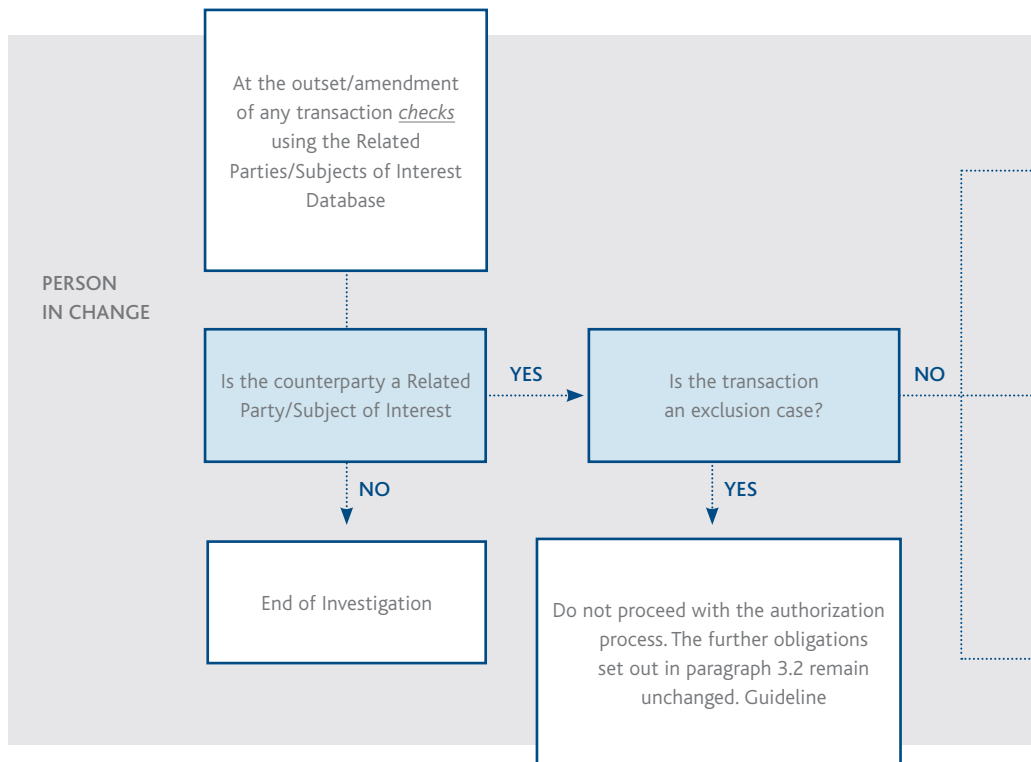 At the outset/amendment
of any transaction checks
using the Related
Parties/Subjects of Interest
Database
PERSON
IN CHANGE
Is the counterparty a Related
Party/Subject of Interest
YES
Is the transaction
an exclusion case?
NO
NO
YES
End of Investigation
Do not proceed with the authorization
process. The further obligations
set out in paragraph 3.2 remain
unchanged. Guideline